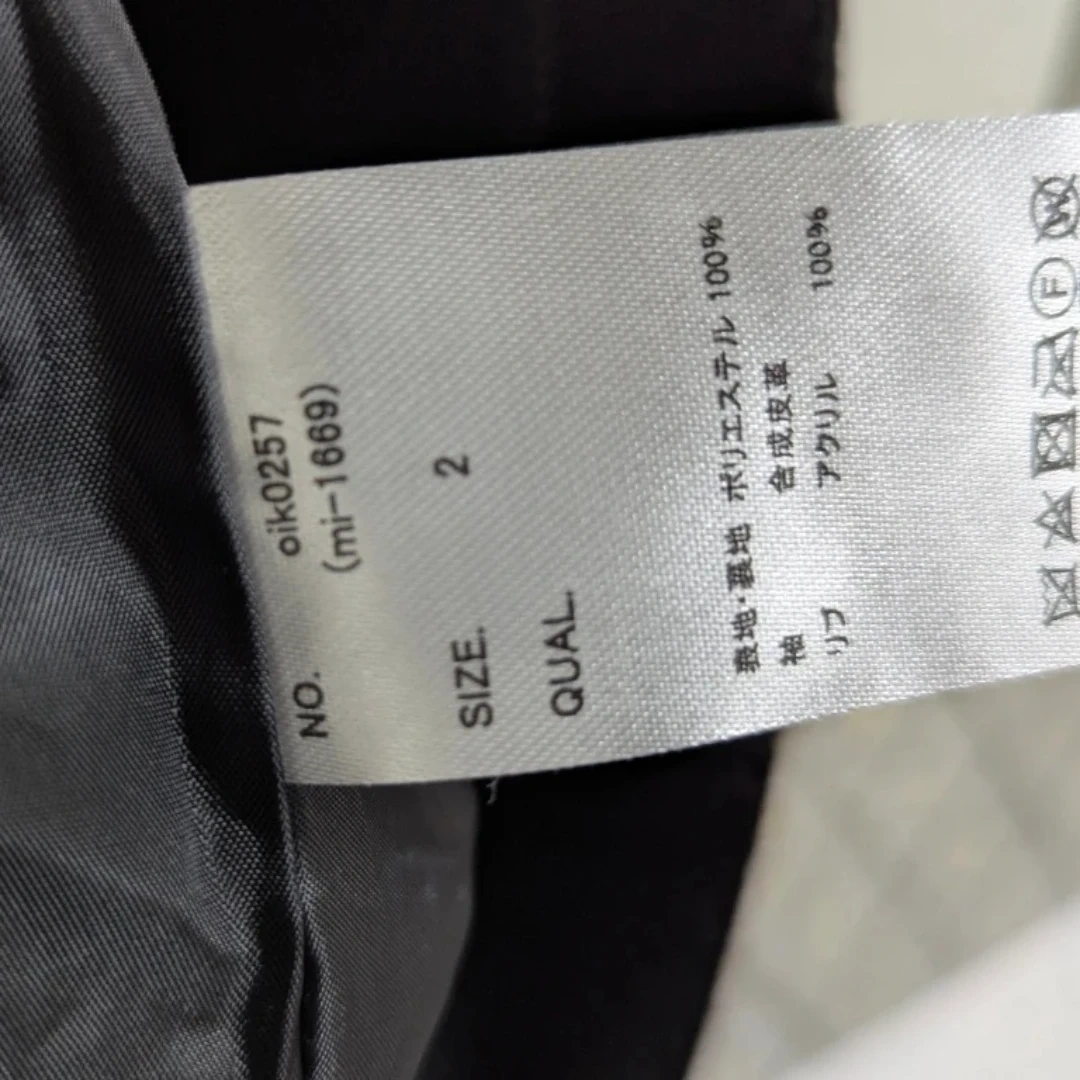 NO. oik0257
(mi-1669)
SIZE. 2
QUAL.
表地・裏地 ポリエステル 100%
袖 合成皮革
リブ アクリル 100%
F
W